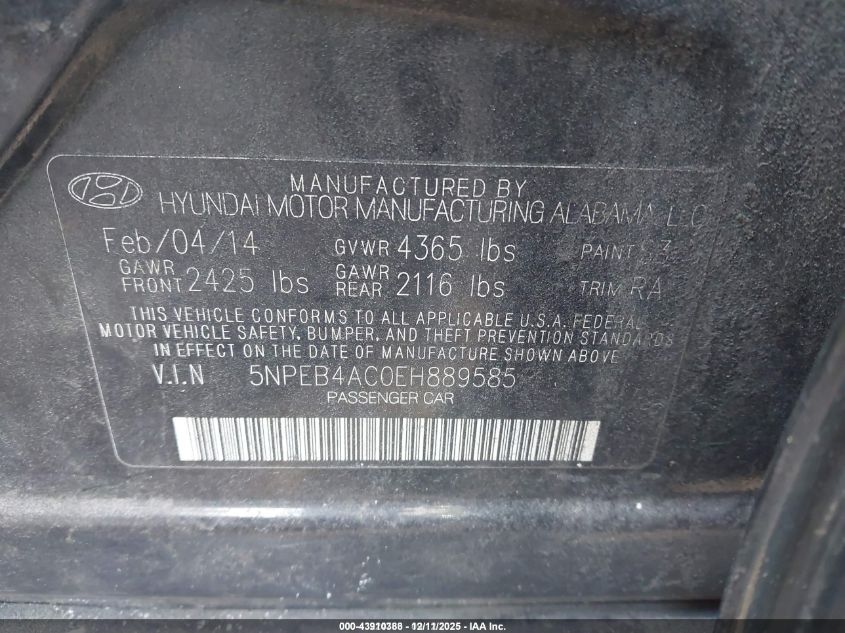 MANUFACTURED BY
HYUNDAI MOTOR MANUFACTURING ALABAMA, LLC
Feb/04/14 GVWR 4365 lbs PAINT
GAWR FRONT 2425 lbs GAWR REAR 2116 lbs TRIM RA
THIS VEHICLE CONFORMS TO ALL APPLICABLE U.S.A. FEDERAL
MOTOR VEHICLE SAFETY, BUMPER, AND THEFT PREVENTION STANDARDS
IN EFFECT ON THE DATE OF MANUFACTURE SHOWN ABOVE
V.I.N 5NPEB4AC0EH889585
PASSENGER CAR
000-43910388 - 12/11/2025 - IAA Inc.